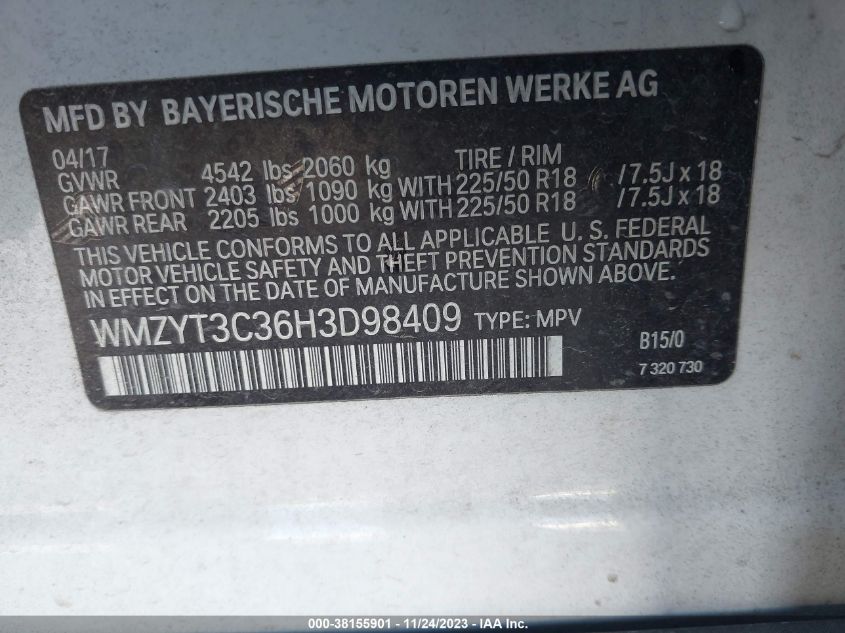 MFD BY BAYERISCHE MOTOREN WERKE AG
04/17
GVWR 4542 lbs 2060 kg TIRE / RIM
GAWR FRONT 2403 lbs 1090 kg WITH 225/50 R18 /7.5J x 18
GAWR REAR 2205 lbs 1000 kg WITH 225/50 R18 /7.5J x 18
THIS VEHICLE CONFORMS TO ALL APPLICABLE U. S. FEDERAL
MOTOR VEHICLE SAFETY AND THEFT PREVENTION STANDARDS
IN EFFECT ON THE DATE OF MANUFACTURE SHOWN ABOVE.
WMZYT3C36H3D98409 TYPE: MPV
B15/0
7 320 730
000-38155901 - 11/24/2023 - © IAA Inc.